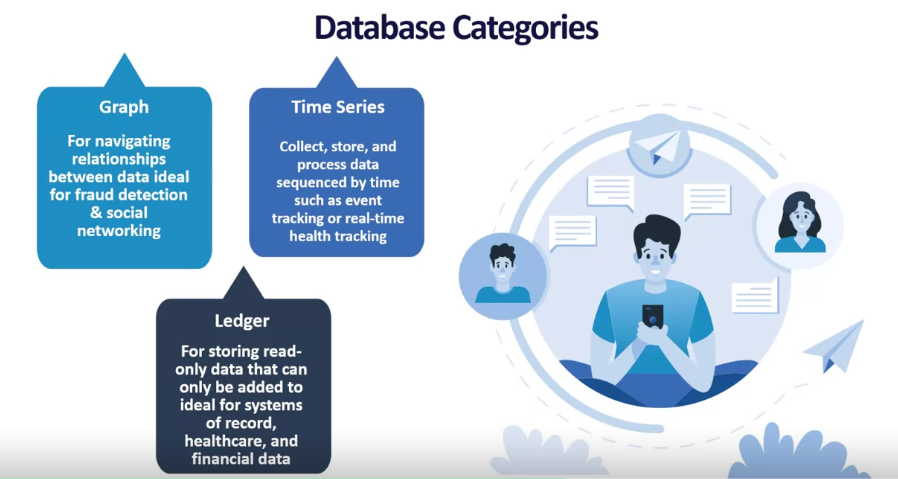 Database Categories
Graph
For navigating
relationships
between data ideal
for fraud detection
& social
networking
Time Series
Collect, store, and
process data
sequenced by time
such as event
tracking or real-time
health tracking
Ledger
For storing read-
only data that can
only be added to
ideal for systems
of record,
healthcare, and
financial data